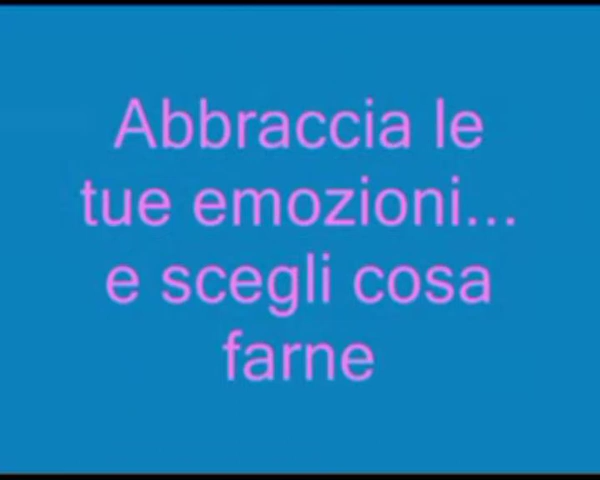 Abbraccia le
tue emozioni...
e scegli cosa
farne